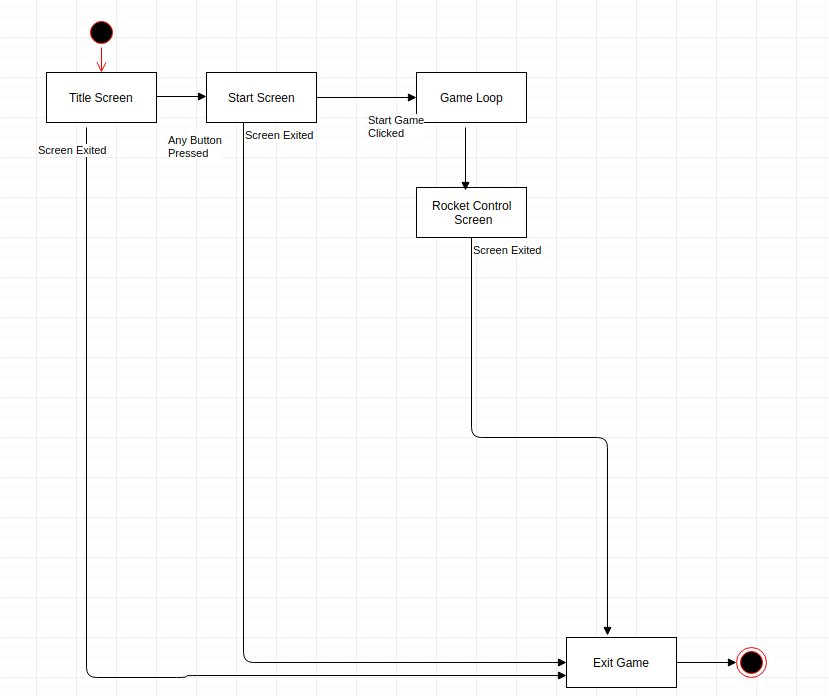 Title Screen
Start Screen
Game Loop
Start Game
Clicked
Screen Exited
Any Button
Pressed
Screen Exited
Rocket Control
Screen
Screen Exited
Exit Game